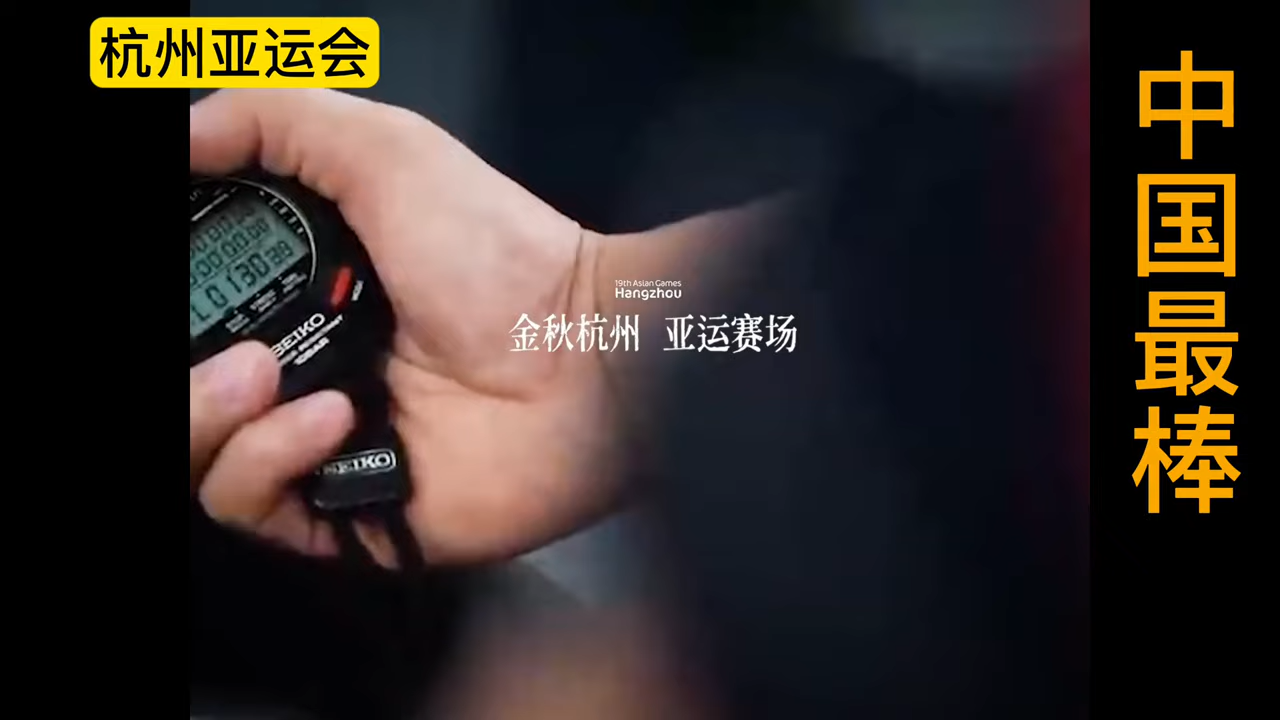 杭州亚运会
中国最棒
19th Asian Games
Hangzhou
金秋杭州 亚运赛场
SEIKO
SEIKO